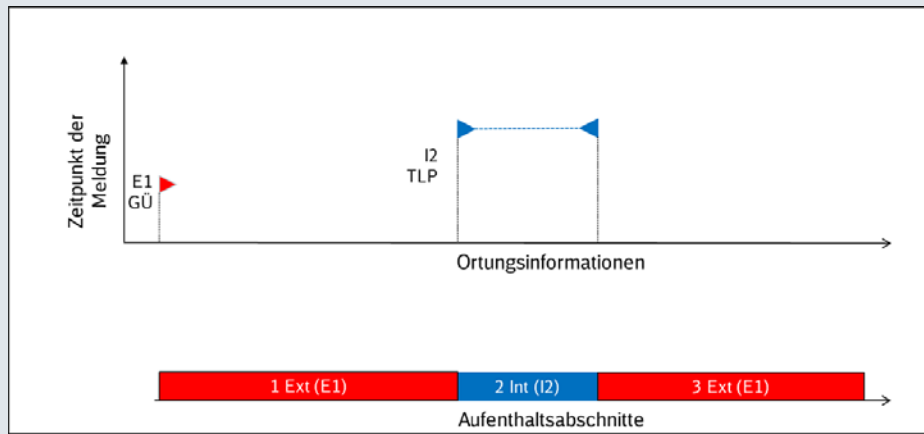 Zeitpunkt der
Meldung
E1
GÜ
I2
TLP
Ortungsinformationen
1 Ext (E1)
2 Int (I2)
3 Ext (E1)
Aufenthaltsabschnitte